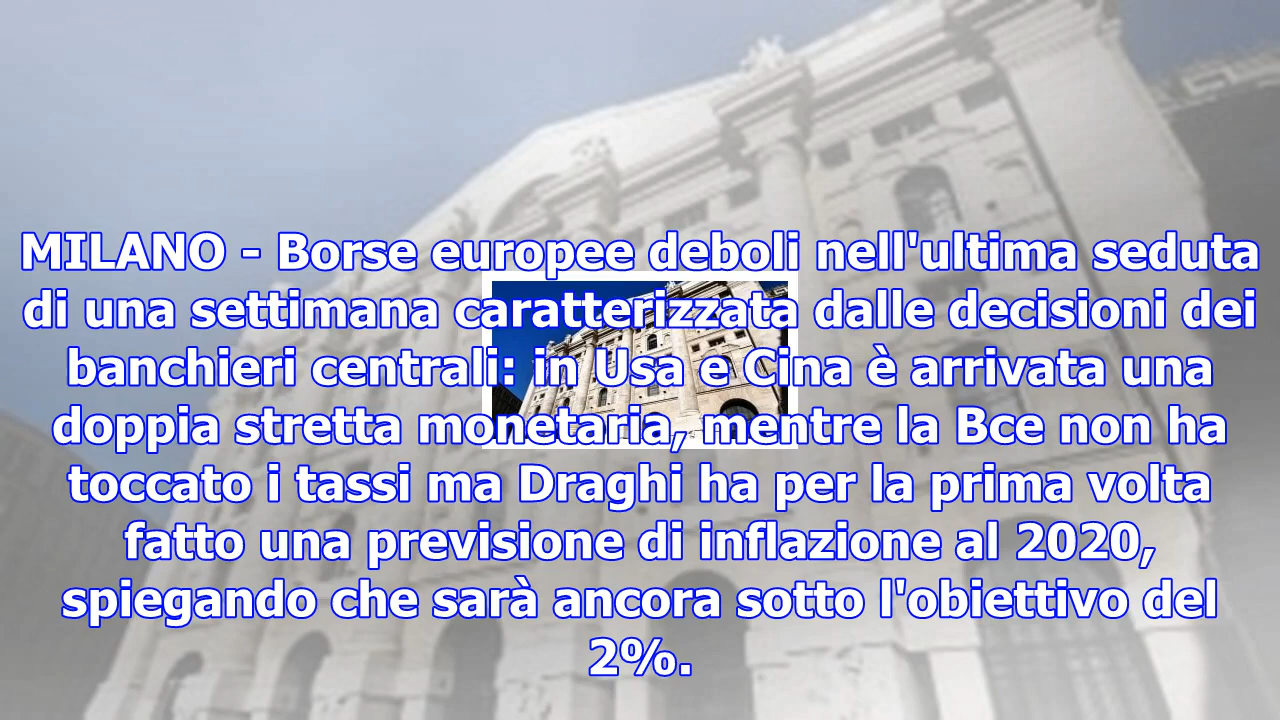 MILANO - Borse europee deboli nell'ultima seduta
di una settimana caratterizzata dalle decisioni dei
banchieri centrali: in Usa e Cina è arrivata una
doppia stretta monetaria, mentre la Bce non ha
toccato i tassi ma Draghi ha per la prima volta
fatto una previsione di inflazione al 2020,
spiegando che sarà ancora sotto l'obiettivo del
2%.